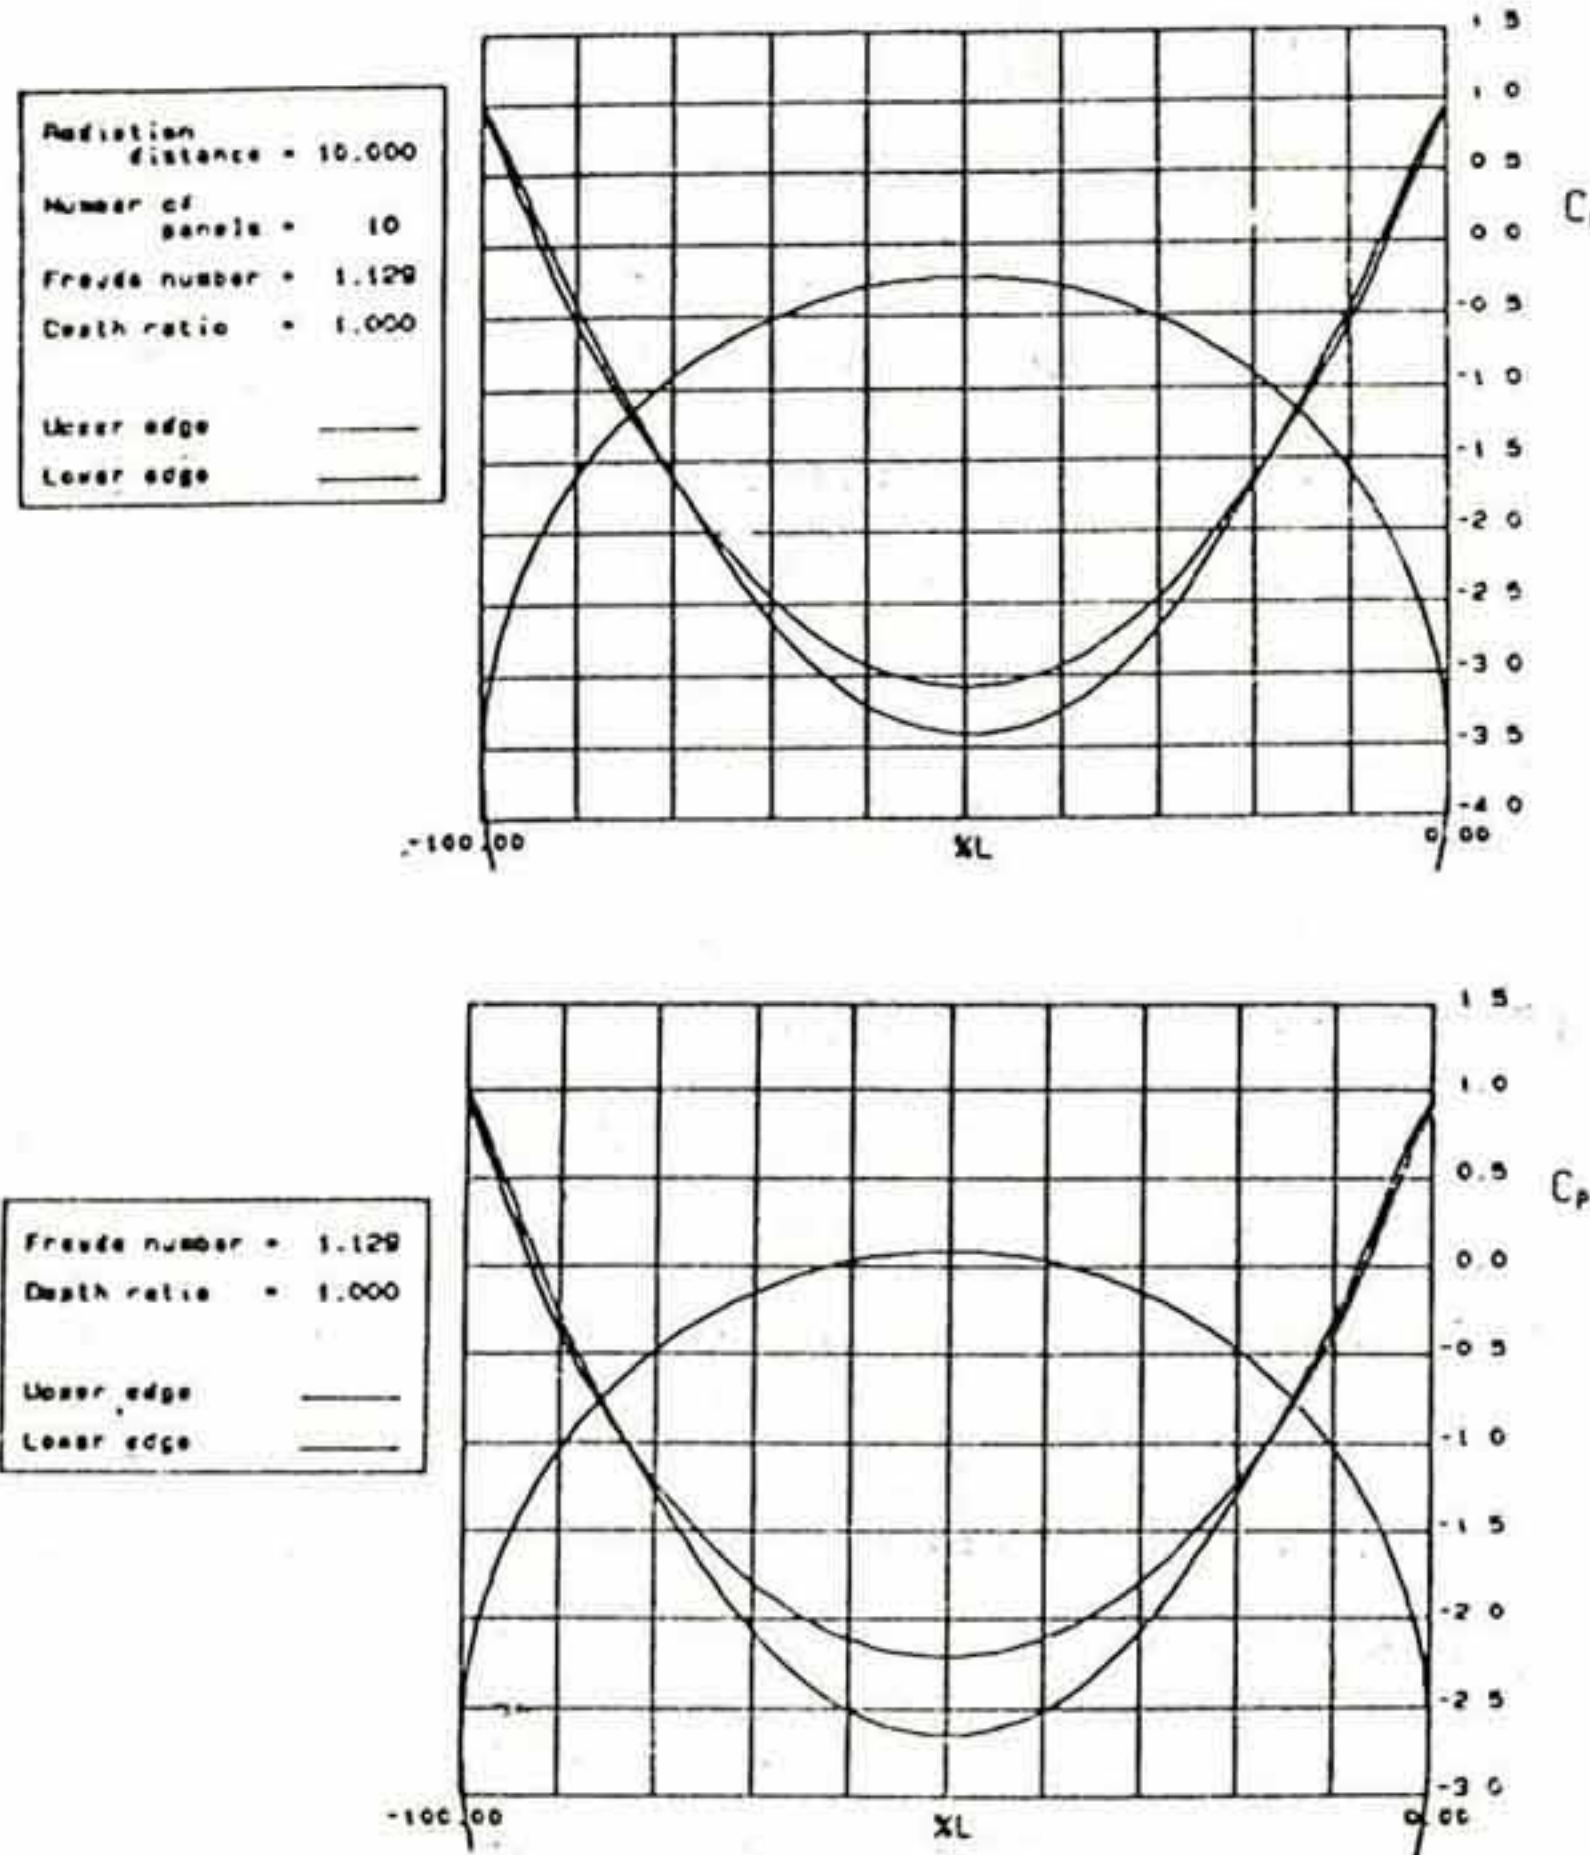 Radiation
distance = 10.000
Number of
panels = 10
Froude number = 1.129
Depth ratio = 1.000
Upper edge
Lower edge
1.5
1.0
0.5
0.0
-0.5
-1.0
-1.5
-2.0
-2.5
-3.0
-3.5
-4.0
C
-100.00
%L
0.00
Froude number = 1.129
Depth ratio = 1.000
Upper edge
Lower edge
1.5
1.0
0.5
0.0
-0.5
-1.0
-1.5
-2.0
-2.5
-3.0
Cp
-100.00
%L
0.00